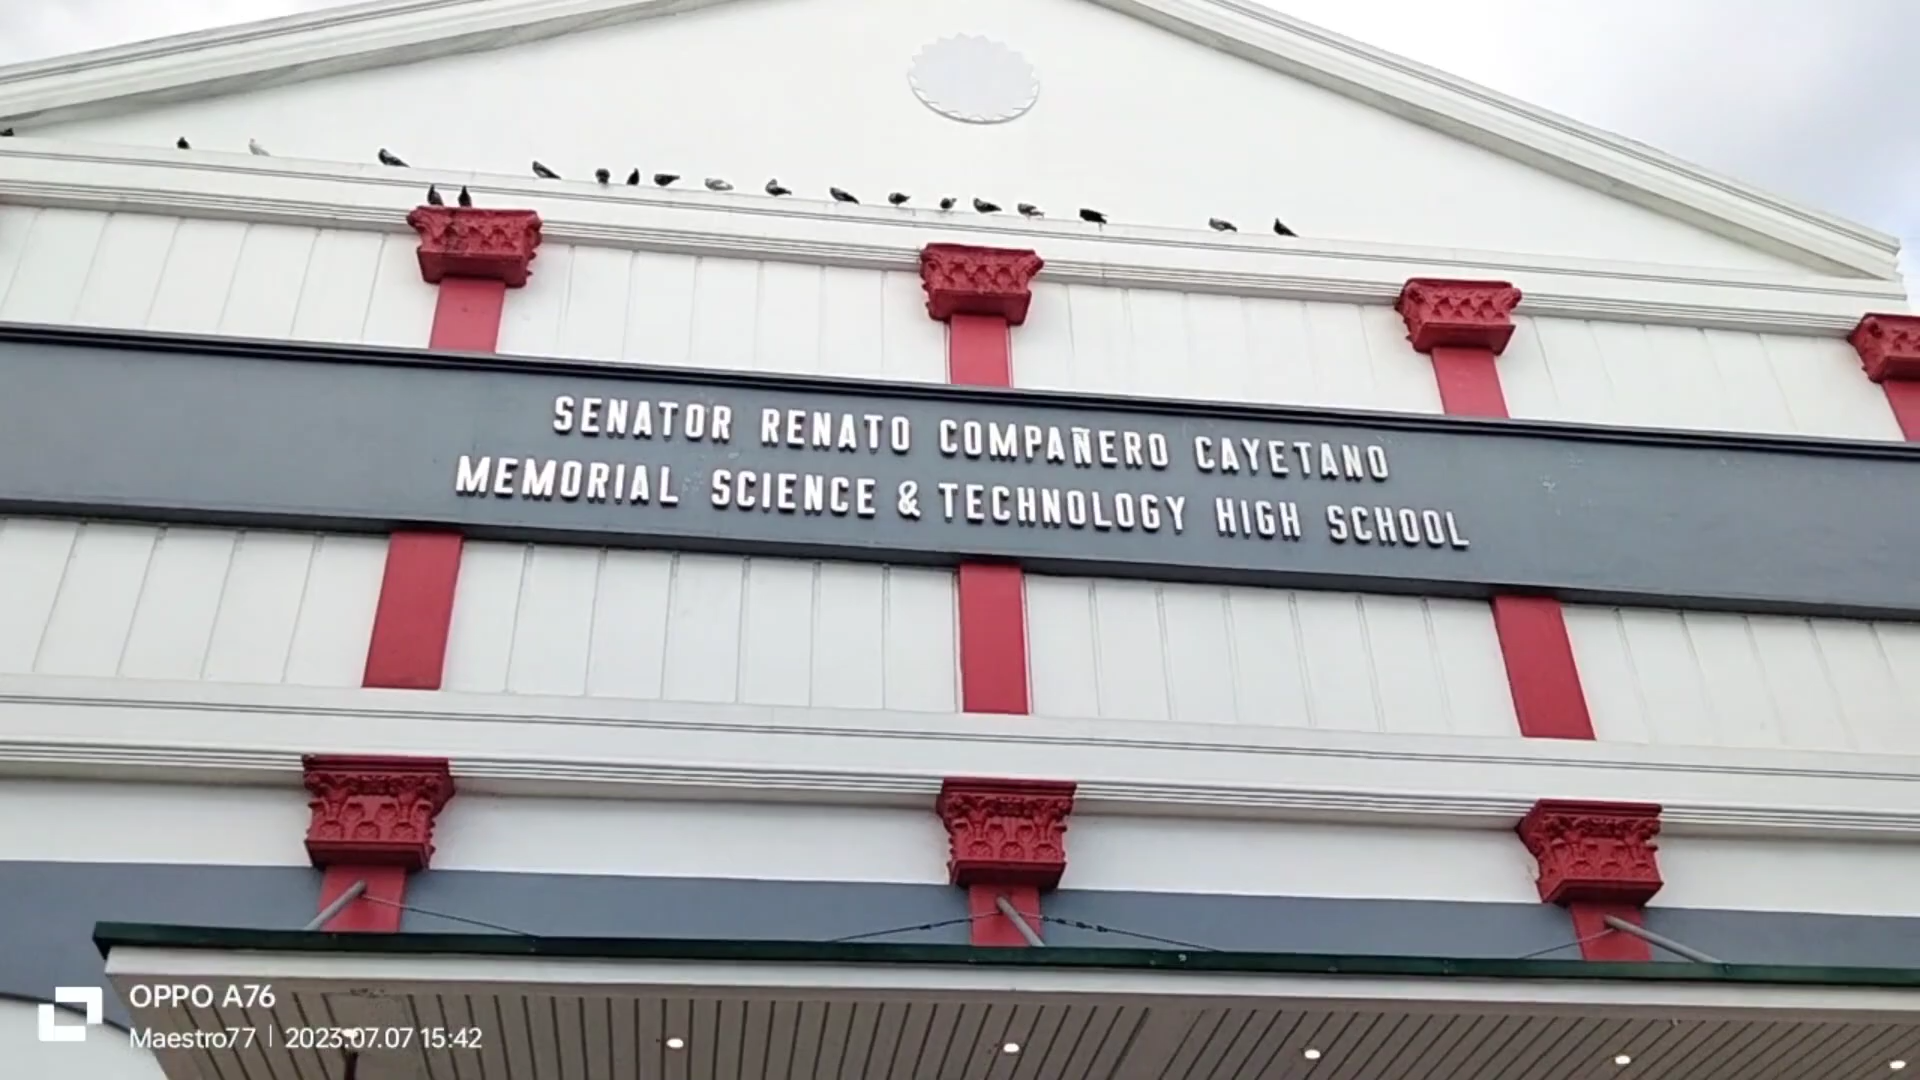 SENATOR RENATO COMPAÑERO CAYETANO
MEMORIAL SCIENCE & TECHNOLOGY HIGH SCHOOL
OPPO A76
Maestro77 | 2023.07.07 15:42